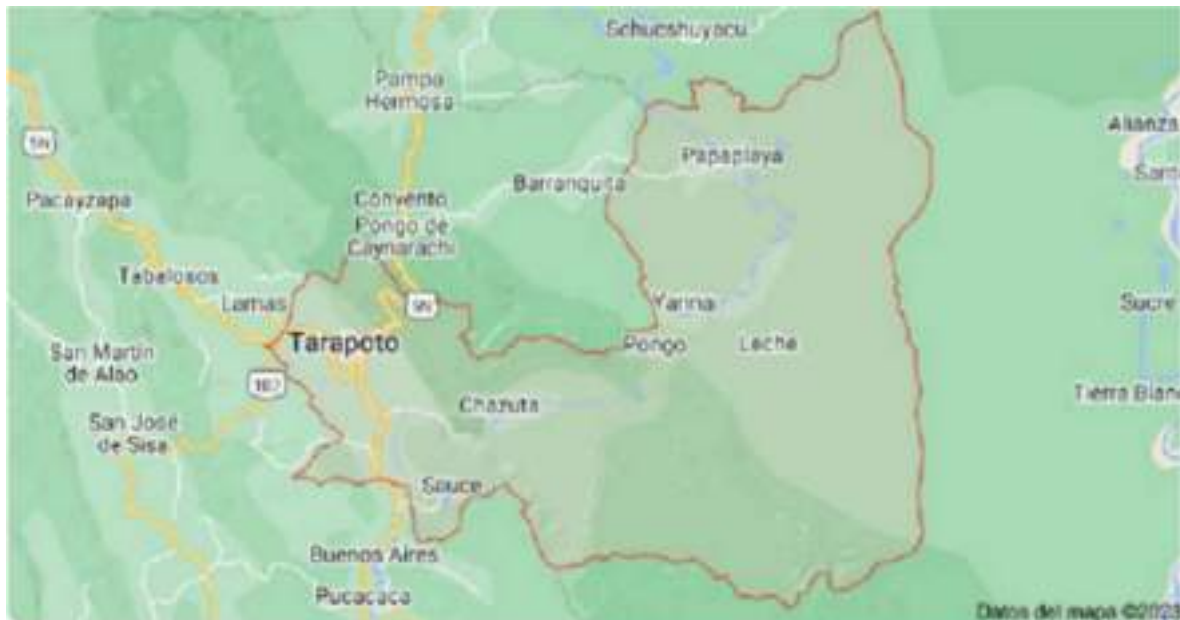 Schucshuyacu
Pampa
Hermosa
5N
Alianza
Papaplaya
Barranquita
Pacayzapa
Convento
Pongo de
Caynarachi
Tabalosos
Lamas
5N
Yarina
Sucre
Tarapoto
Pongo
Leche
San Martín
de Alao
Tierra Blanc
Chazuta
San José
de Sisa
Sauce
Buenos Aires
Pucacaca
Datos del mapa ©2023